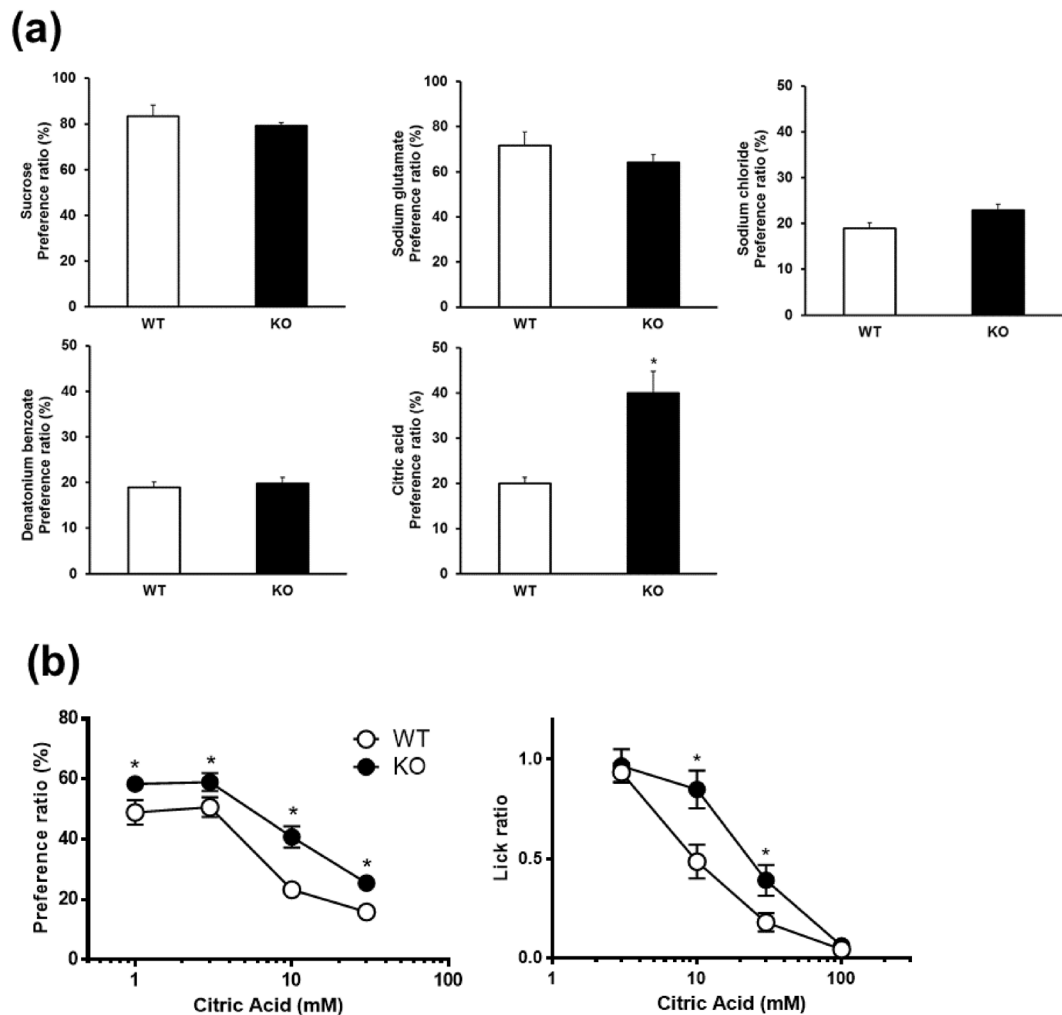 (a)
Sucrose
Preference ratio (%)
100
80
60
40
20
0
WT
KO
Sodium glutamate
Preference ratio (%)
100
80
60
40
20
0
WT
KO
Sodium chloride
Preference ratio (%)
50
40
30
20
10
0
WT
KO
Denatonium benzoate
Preference ratio (%)
50
40
30
20
10
0
WT
KO
Citric acid
Preference ratio (%)
50
40
30
20
10
0
*
WT
KO
(b)
Preference ratio (%)
80
60
40
20
0
* * * *
WT
KO
1 10 100
Citric Acid (mM)
Lick ratio
1.0
0.5
0.0
* *
1 10 100
Citric Acid (mM)